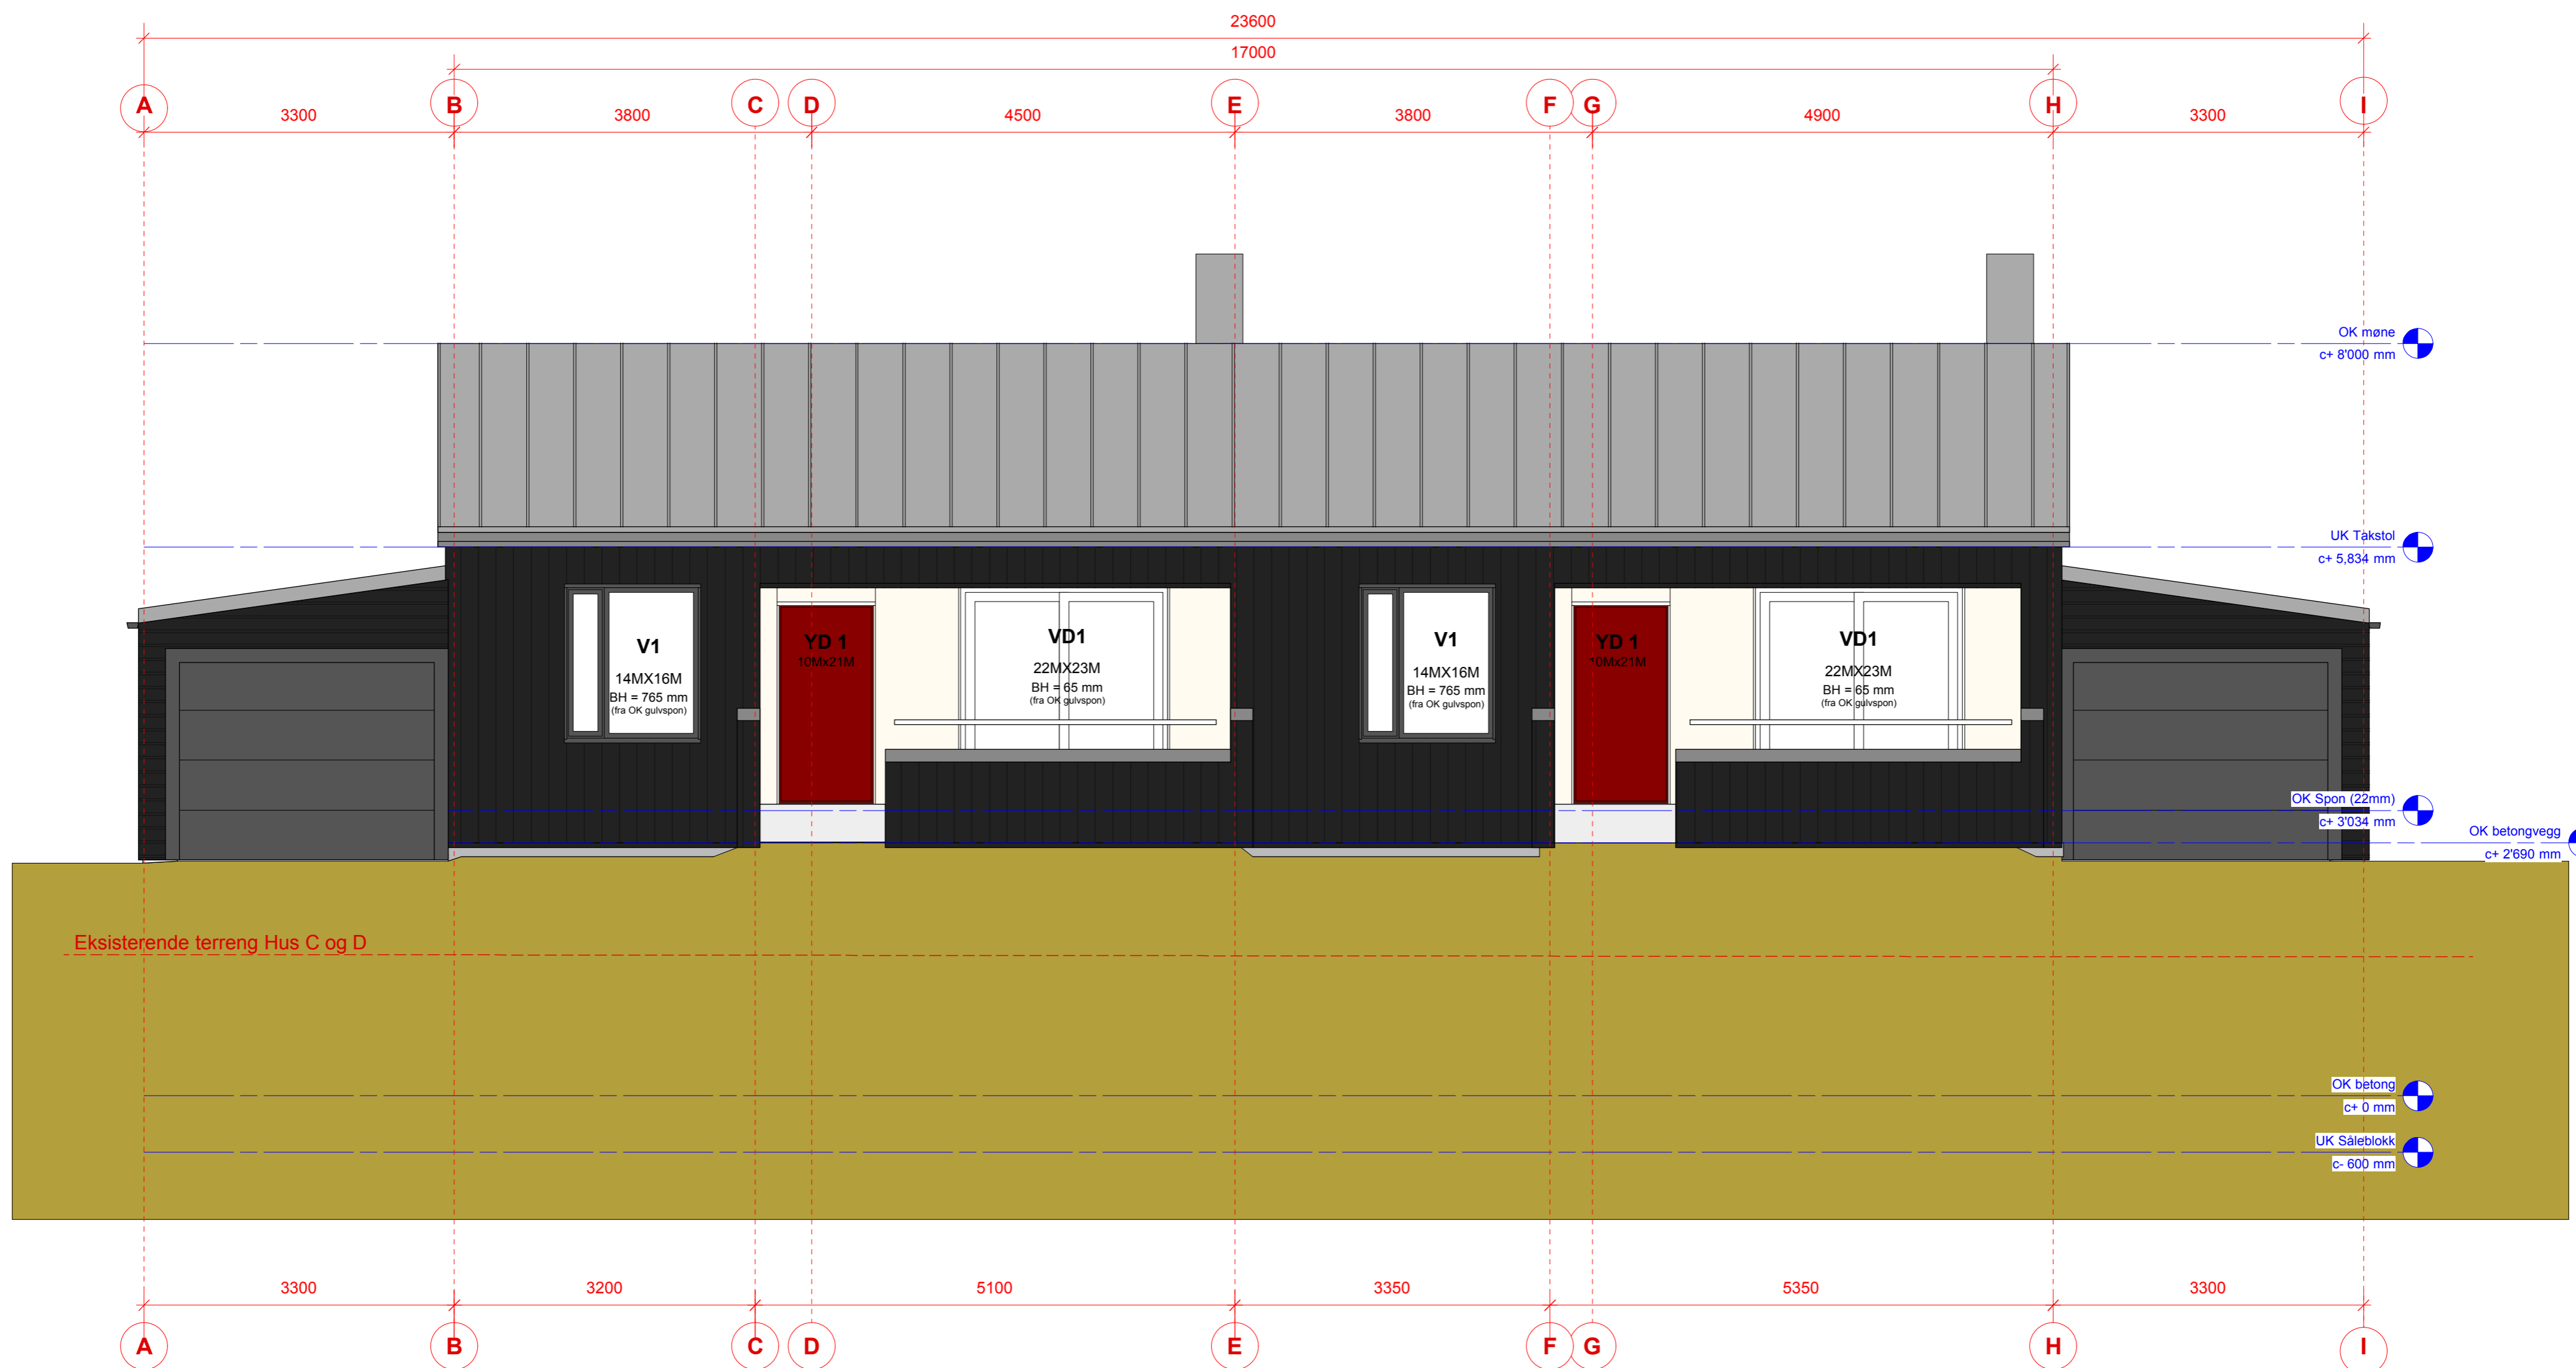 23600
17000
A B C D E F G H I
3300 3800 4500 3800 4900 3300
OK møne
c+ 8'000 mm
UK Takstol
c+ 5,834 mm
V1
14MX16M
BH = 765 mm
(fra OK gulvspon)
YD 1
10Mx21M
VD1
22MX23M
BH = 65 mm
(fra OK gulvspon)
V1
14MX16M
BH = 765 mm
(fra OK gulvspon)
YD 1
10Mx21M
VD1
22MX23M
BH = 65 mm
(fra OK gulvspon)
OK Spon (22mm)
c+ 3'034 mm
OK betongvegg
c+ 2'690 mm
Eksisterende terreng Hus C og D
OK betong
c+ 0 mm
UK Såleblokk
c- 600 mm
3300 3200 5100 3350 5350 3300
A B C D E F G H I